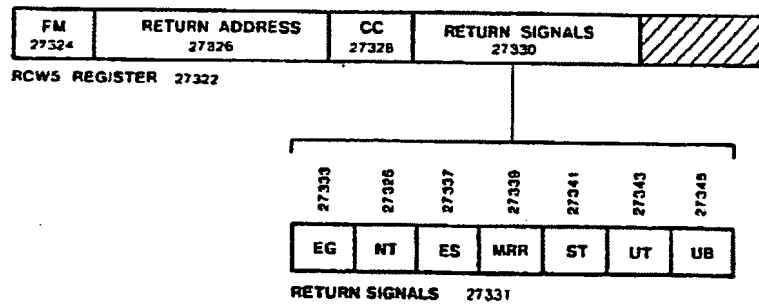 FM RETURN ADDRESS CC RETURN SIGNALS
27324 27326 27328 27330
RCWS REGISTER 27322
27333 27335 27337 27339 27341 27343 27345
EG NT ES MRR ST UT UB
RETURN SIGNALS 27331